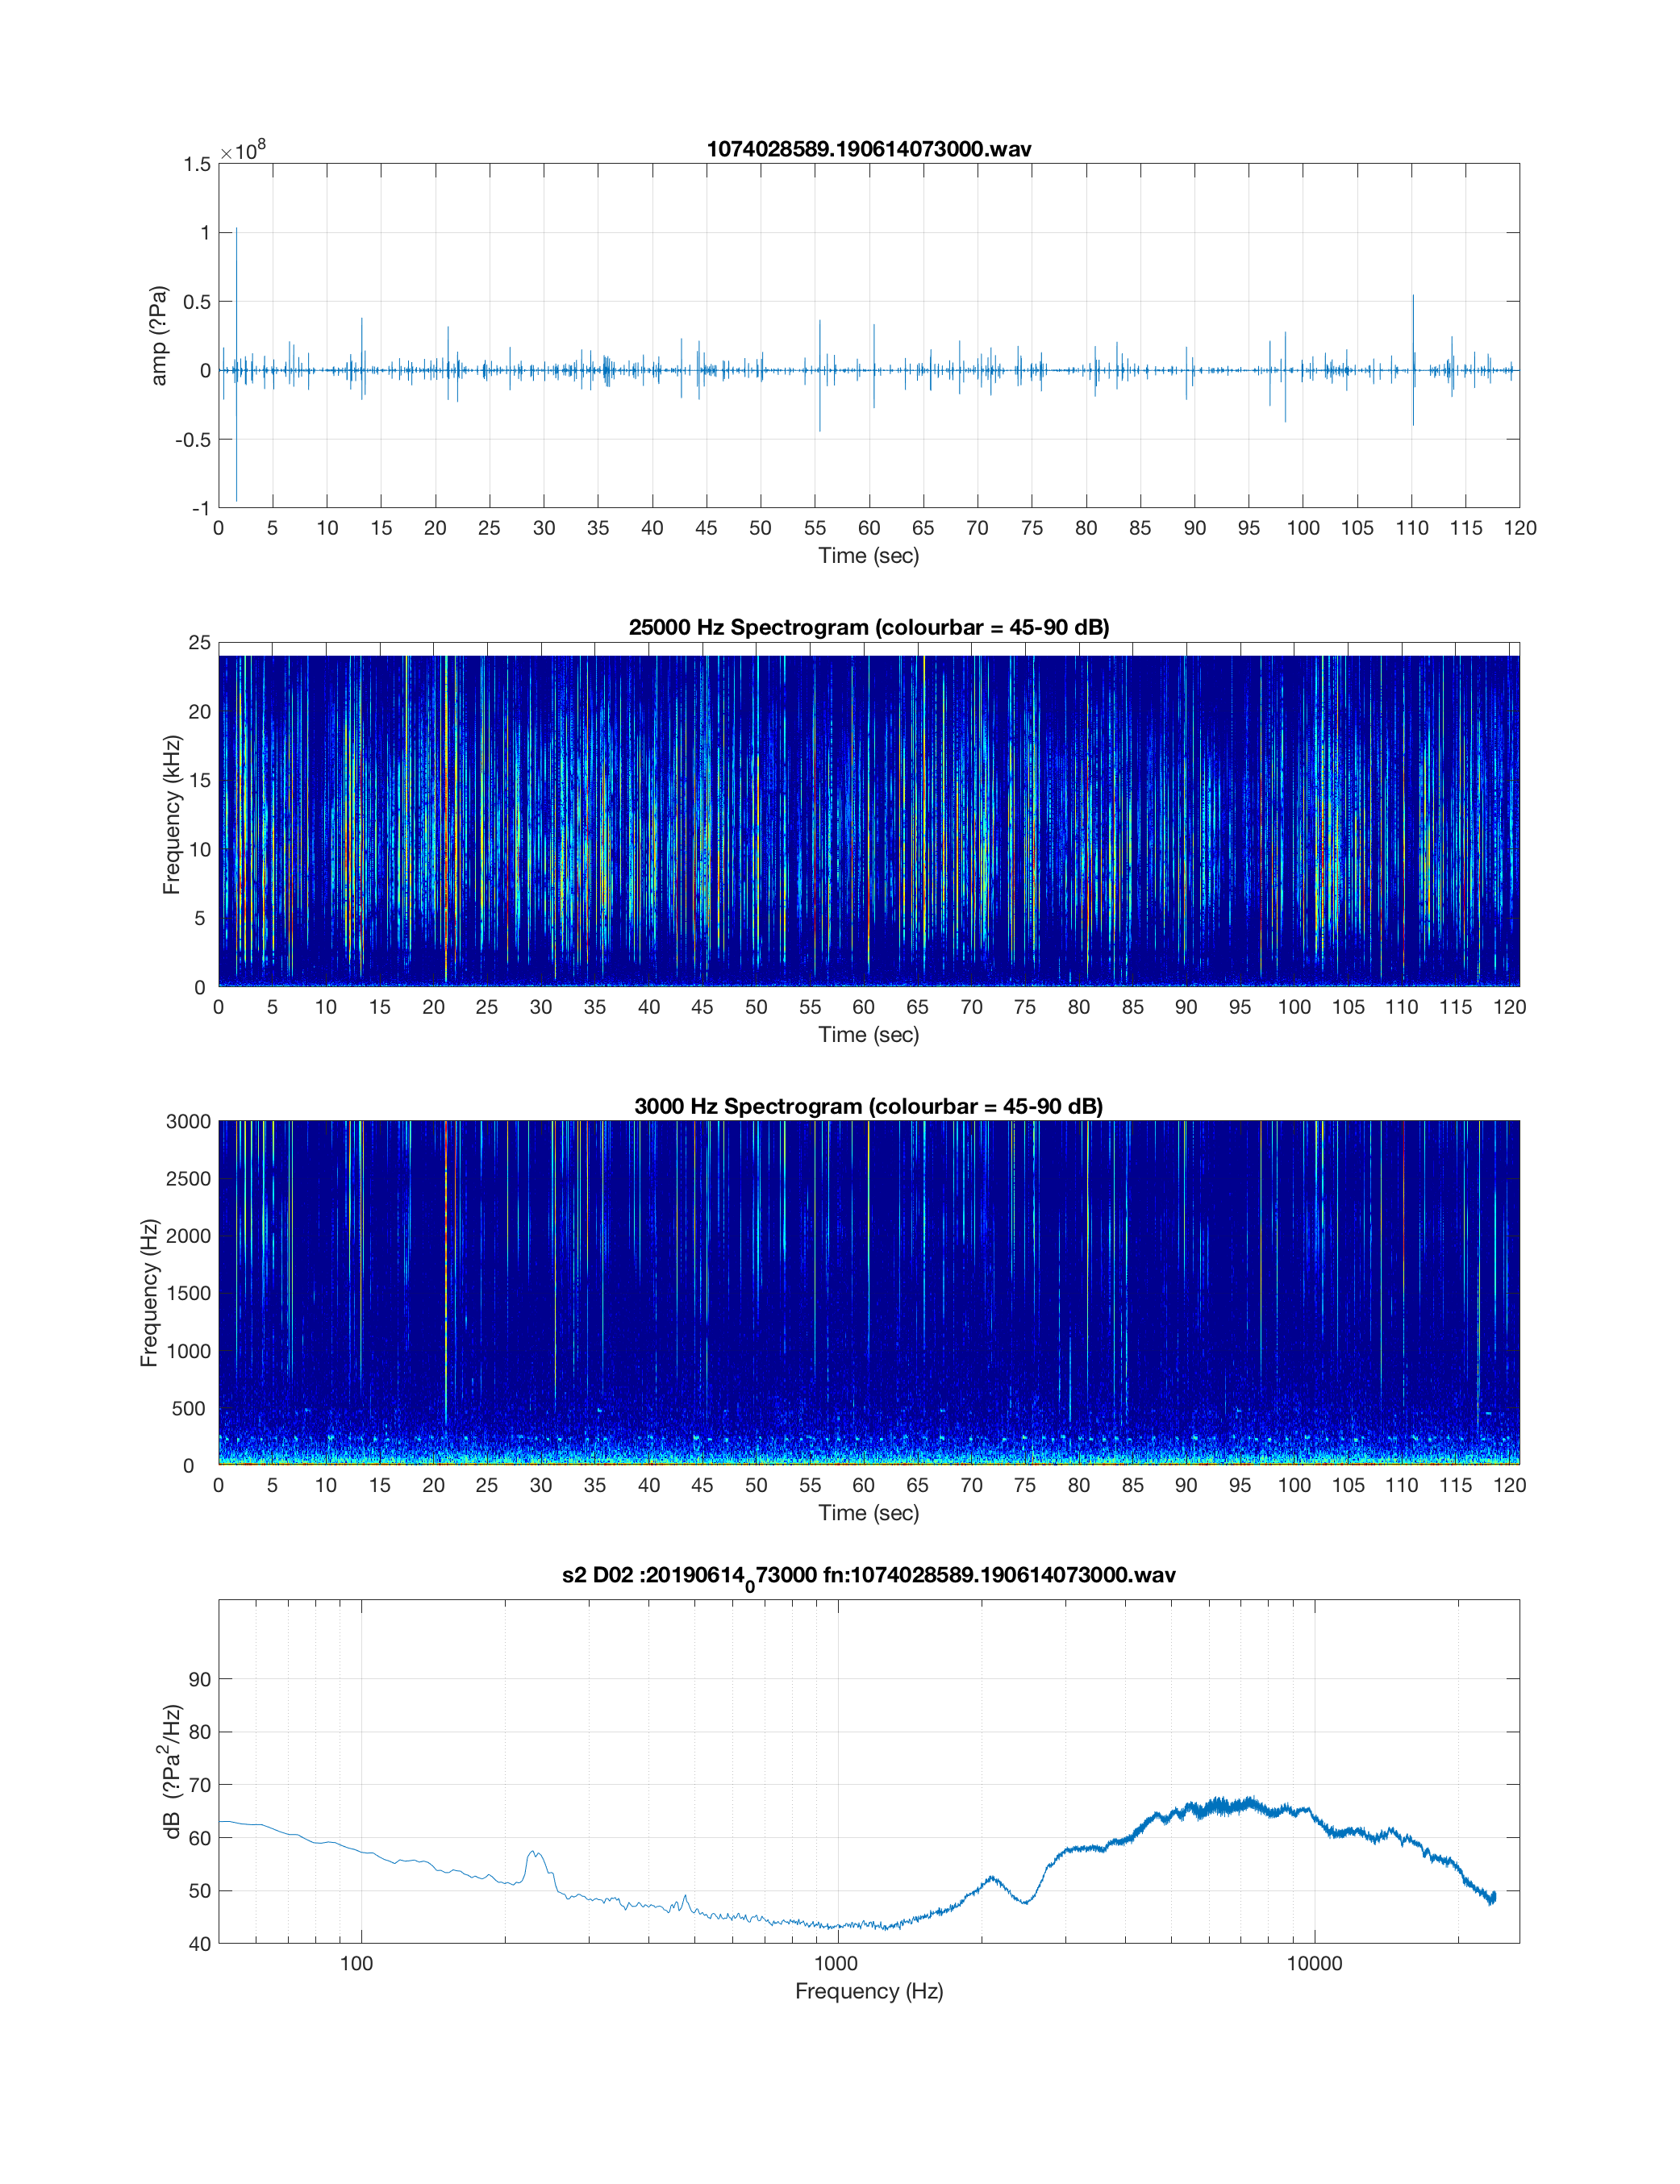 1074028589.190614073000.wav
×10^8
1.5
1
0.5
0
-0.5
-1
amp (?Pa)
0 5 10 15 20 25 30 35 40 45 50 55 60 65 70 75 80 85 90 95 100 105 110 115 120
Time (sec)
25000 Hz Spectrogram (colourbar = 45-90 dB)
25
20
15
10
5
0
Frequency (kHz)
0 5 10 15 20 25 30 35 40 45 50 55 60 65 70 75 80 85 90 95 100 105 110 115 120
Time (sec)
3000 Hz Spectrogram (colourbar = 45-90 dB)
3000
2500
2000
1500
1000
500
0
Frequency (Hz)
0 5 10 15 20 25 30 35 40 45 50 55 60 65 70 75 80 85 90 95 100 105 110 115 120
Time (sec)
s2 D02 :20190614_073000 fn:1074028589.190614073000.wav
90
80
70
60
50
40
dB (?Pa^2/Hz)
100 1000 10000
Frequency (Hz)